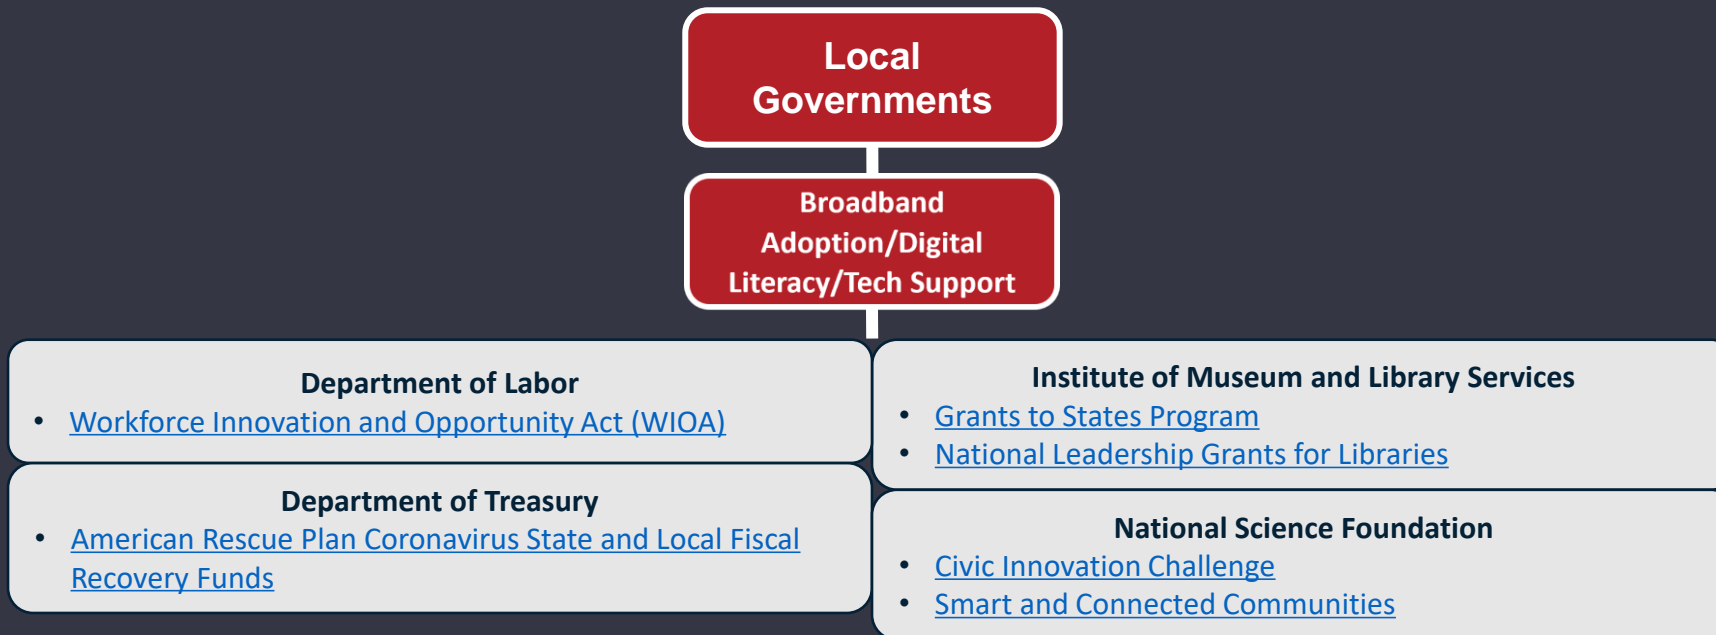 Local
Governments
Broadband
Adoption/Digital
Literacy/Tech Support
Department of Labor
• Workforce Innovation and Opportunity Act (WIOA)
Department of Treasury
• American Rescue Plan Coronavirus State and Local Fiscal
Recovery Funds
Institute of Museum and Library Services
• Grants to States Program
• National Leadership Grants for Libraries
National Science Foundation
• Civic Innovation Challenge
• Smart and Connected Communities